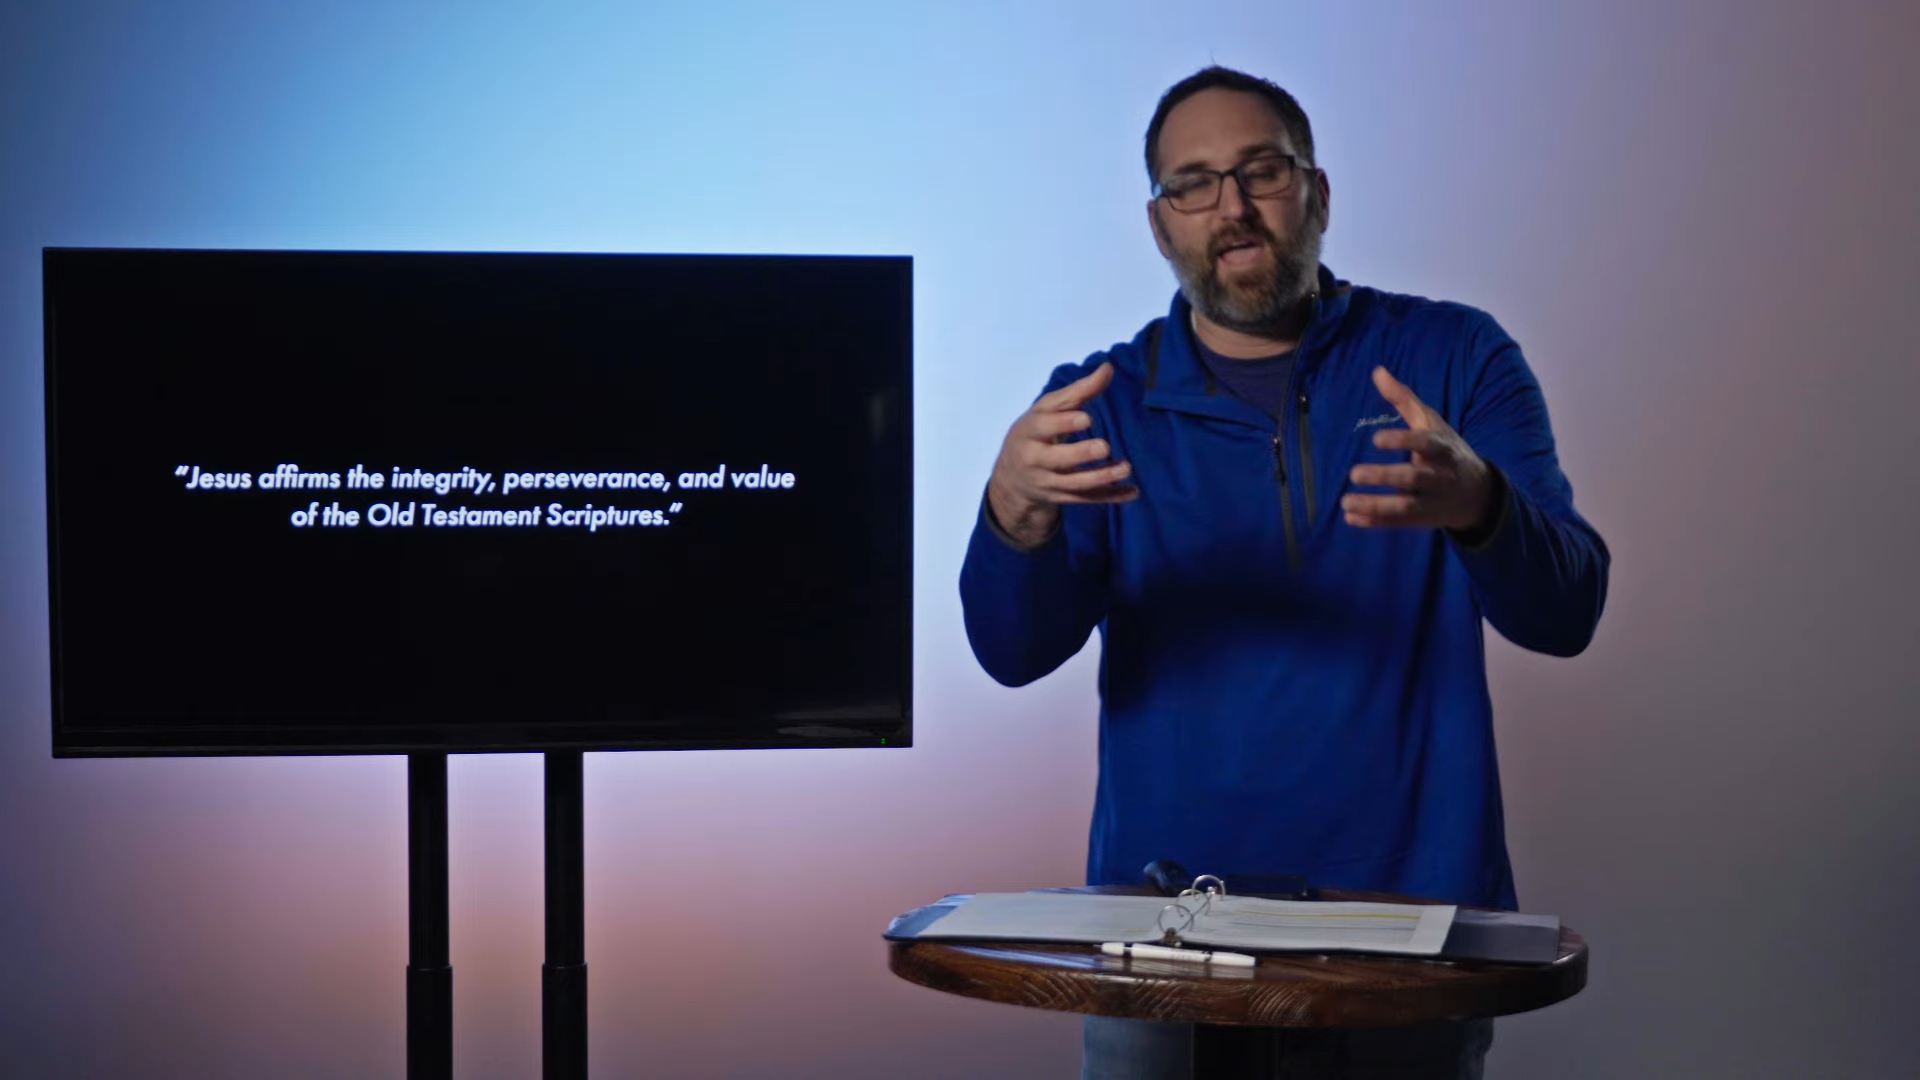 “Jesus affirms the integrity, perseverance, and value
of the Old Testament Scriptures.”